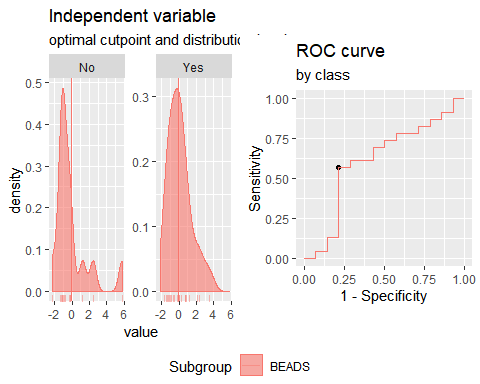 Independent variable
optimal cutpoint and distribution
No
Yes
density
0.5
0.4
0.3
0.2
0.1
0.0
-2 0 2 4 6
0.3
0.2
0.1
0.0
-2 0 2 4 6
value
ROC curve
by class
Sensitivity
1.00
0.75
0.50
0.25
0.00
0.00 0.25 0.50 0.75 1.00
1 - Specificity
Subgroup BEADS